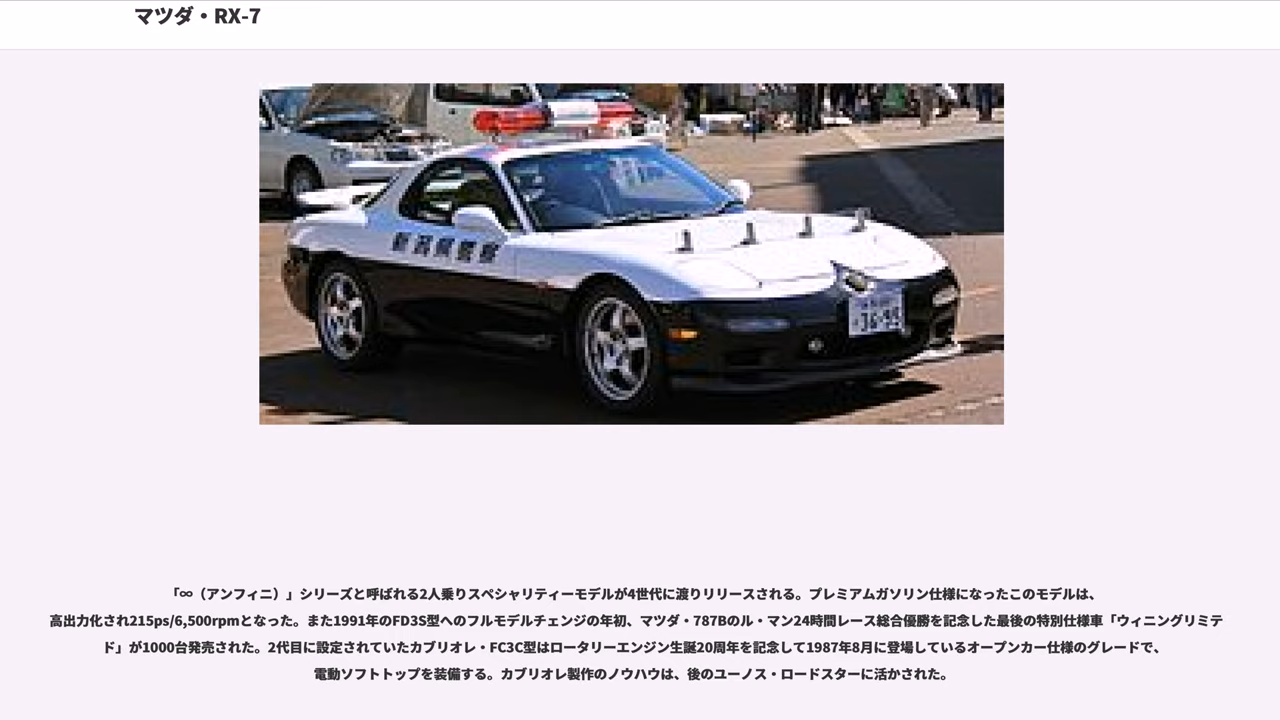 マツダ・RX-7
新潟県警察
36-95
「∞（アンフィニ）」シリーズと呼ばれる2人乗りスペシャリティーモデルが4世代に渡りリリースされる。プレミアムガソリン仕様になったこのモデルは、
高出力化され215ps/6,500rpmとなった。また1991年のFD3S型へのフルモデルチェンジの年初、マツダ・787Bのル・マン24時間レース総合優勝を記念した最後の特別仕様車「ウィニングリミテ
ド」が1000台発売された。2代目に設定されていたカブリオレ・FC3C型はロータリーエンジン生誕20周年を記念して1987年8月に登場しているオープンカー仕様のグレードで、
電動ソフトトップを装備する。カブリオレ製作のノウハウは、後のユーノス・ロードスターに活かされた。